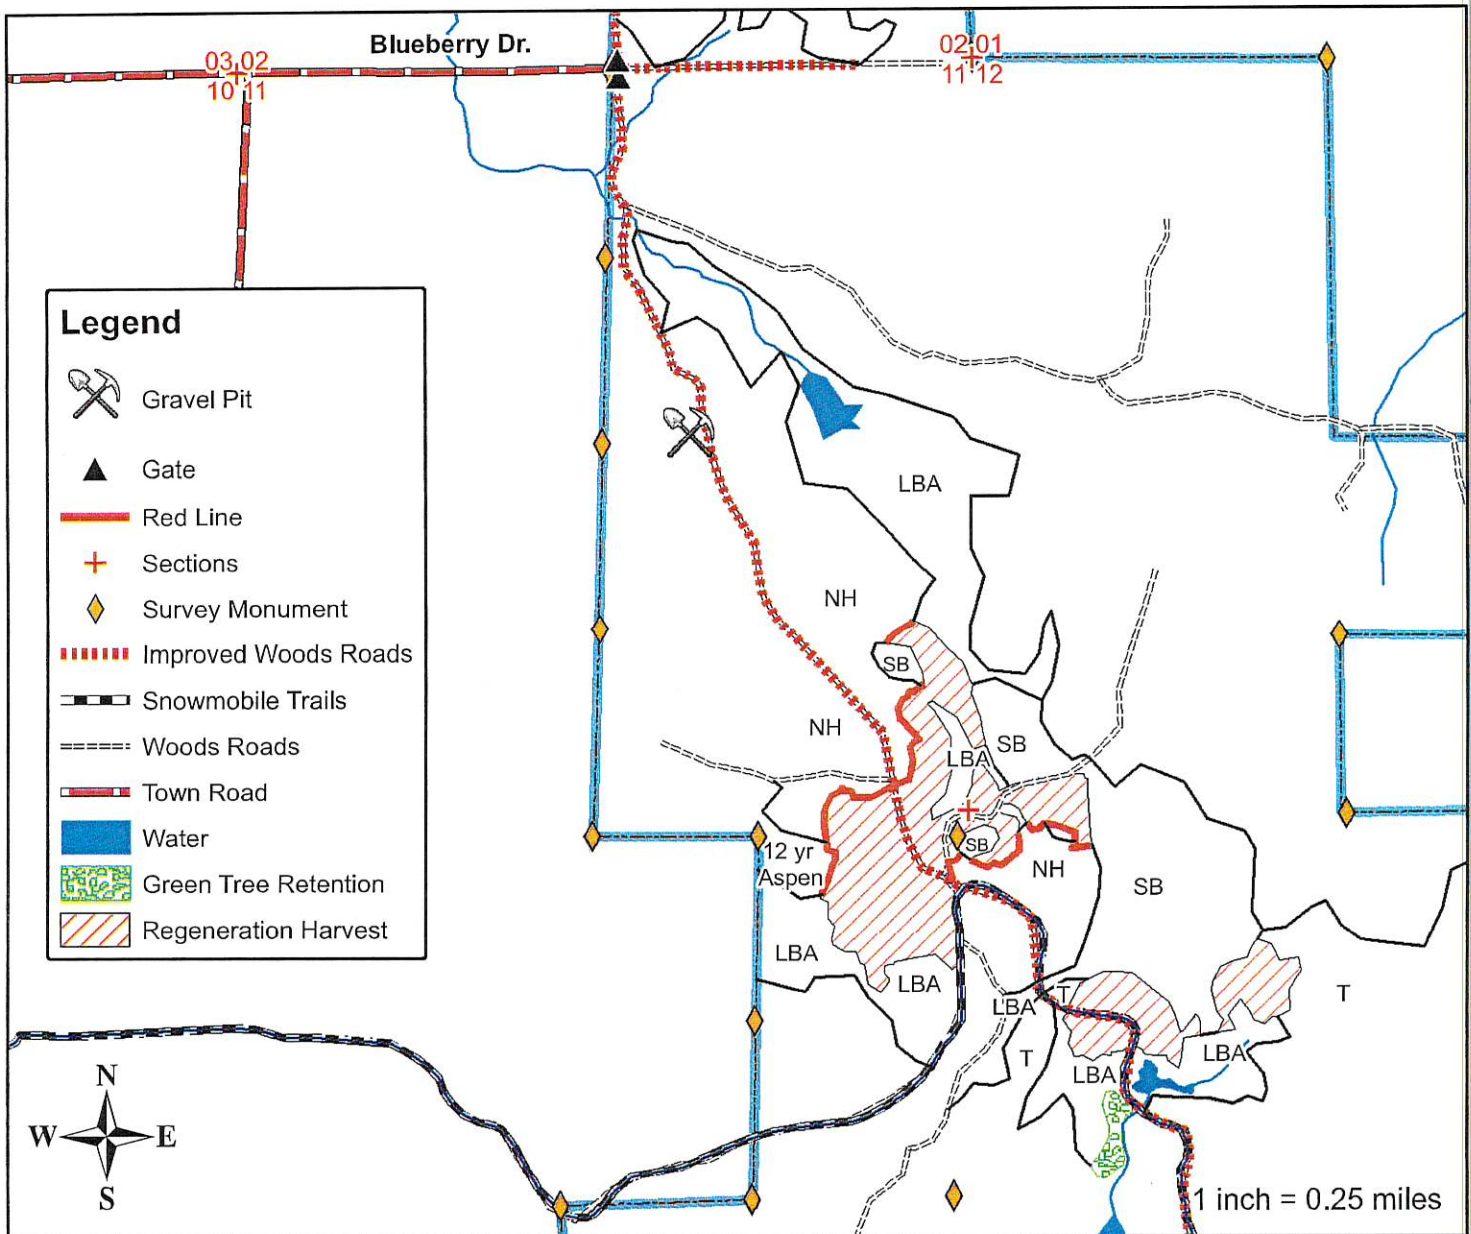 Blueberry Dr.
03 02
10 11
02 01
11 12
Legend
Gravel Pit
Gate
Red Line
Sections
Survey Monument
Improved Woods Roads
Snowmobile Trails
Woods Roads
Town Road
Water
Green Tree Retention
Regeneration Harvest
LBA
NH
SB
NH
SB
LBA
SB
12 yr
Aspen
NH
SB
LBA
LBA
LBA
T
T
T
LBA
LBA
N
W E
S
1 inch = 0.25 miles